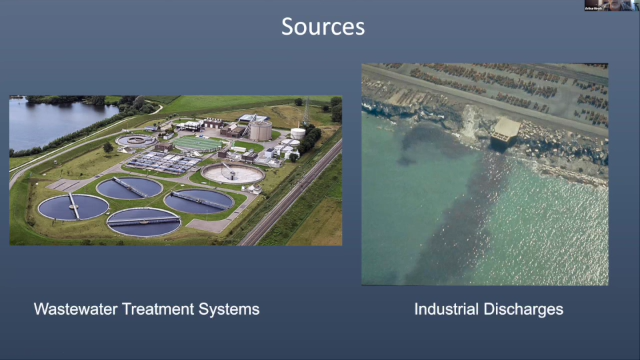 Sources
Wastewater Treatment Systems
Industrial Discharges